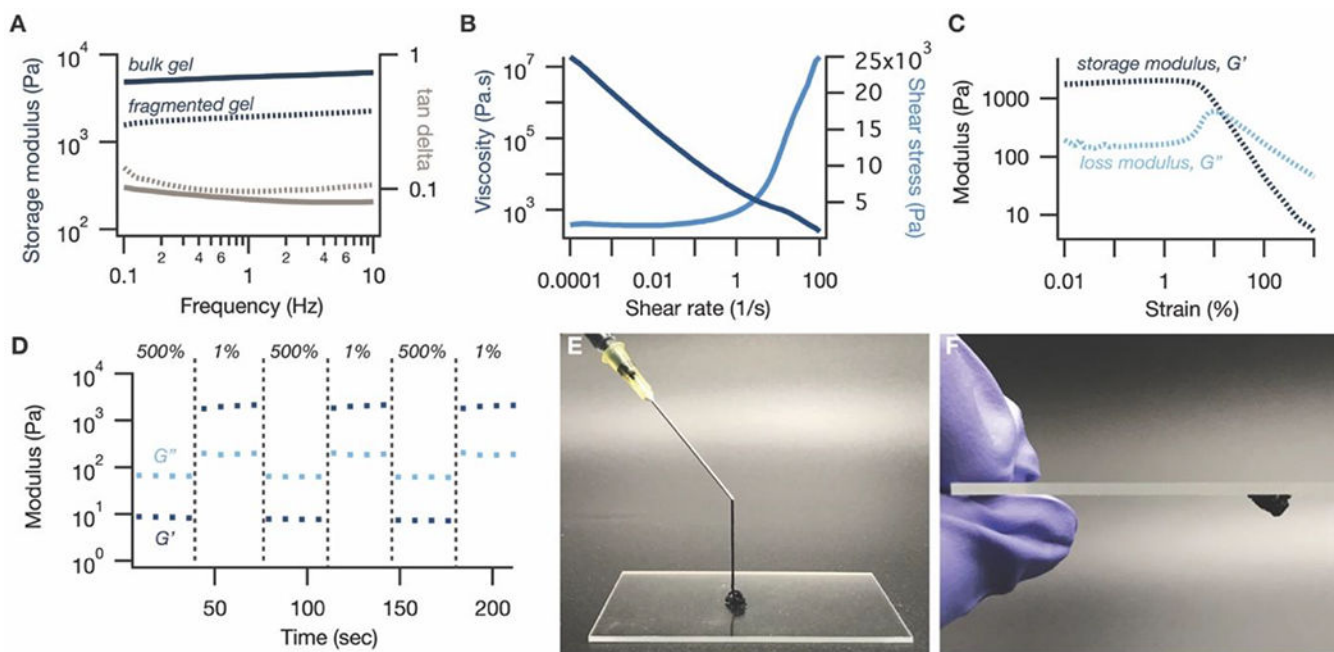 A
Storage modulus (Pa)
10⁴
10³
10²
bulk gel
fragmented gel
1
0.1
tan delta
0.1 2 4 6 1 2 4 6 10
Frequency (Hz)
B
Viscosity (Pa.s)
10⁷
10⁵
10³
25x10³
20
15
10
5
Shear stress (Pa)
0.0001 0.01 1 100
Shear rate (1/s)
C
Modulus (Pa)
1000
100
10
storage modulus, G'
loss modulus, G"
0.01 1 100
Strain (%)
D
500% 1% 500% 1% 500% 1%
Modulus (Pa)
10⁴
10³
10²
10¹
10⁰
G"
G'
50 100 150 200
Time (sec)
E
F